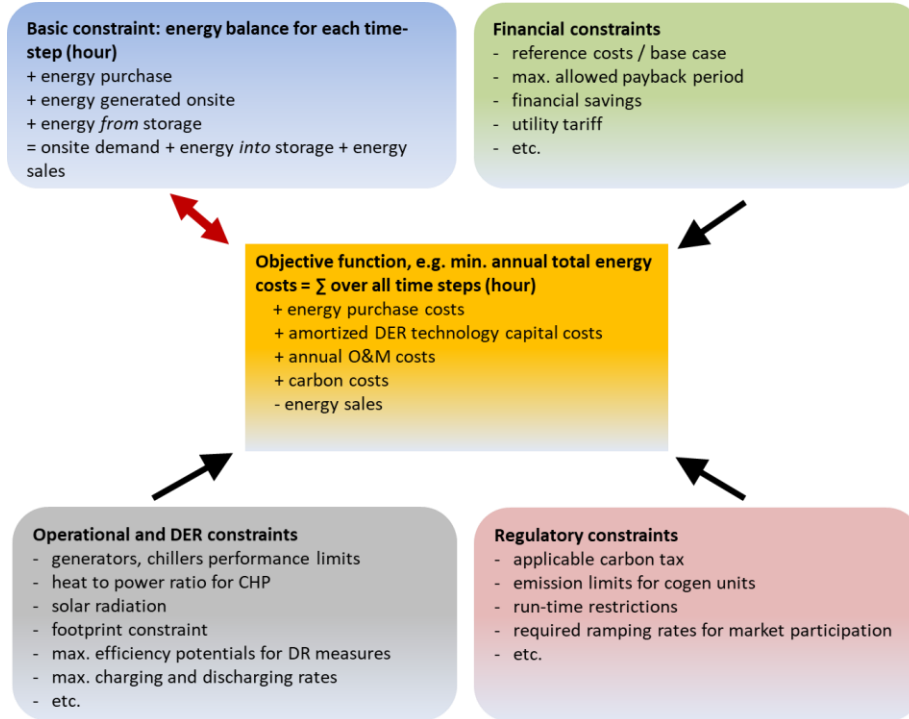 Basic constraint: energy balance for each time-
step (hour)
+ energy purchase
+ energy generated onsite
+ energy from storage
= onsite demand + energy into storage + energy
sales
Financial constraints
- reference costs / base case
- max. allowed payback period
- financial savings
- utility tariff
- etc.
Objective function, e.g. min. annual total energy
costs = ∑ over all time steps (hour)
+ energy purchase costs
+ amortized DER technology capital costs
+ annual O&M costs
+ carbon costs
- energy sales
Operational and DER constraints
- generators, chillers performance limits
- heat to power ratio for CHP
- solar radiation
- footprint constraint
- max. efficiency potentials for DR measures
- max. charging and discharging rates
- etc.
Regulatory constraints
- applicable carbon tax
- emission limits for cogen units
- run-time restrictions
- required ramping rates for market participation
- etc.